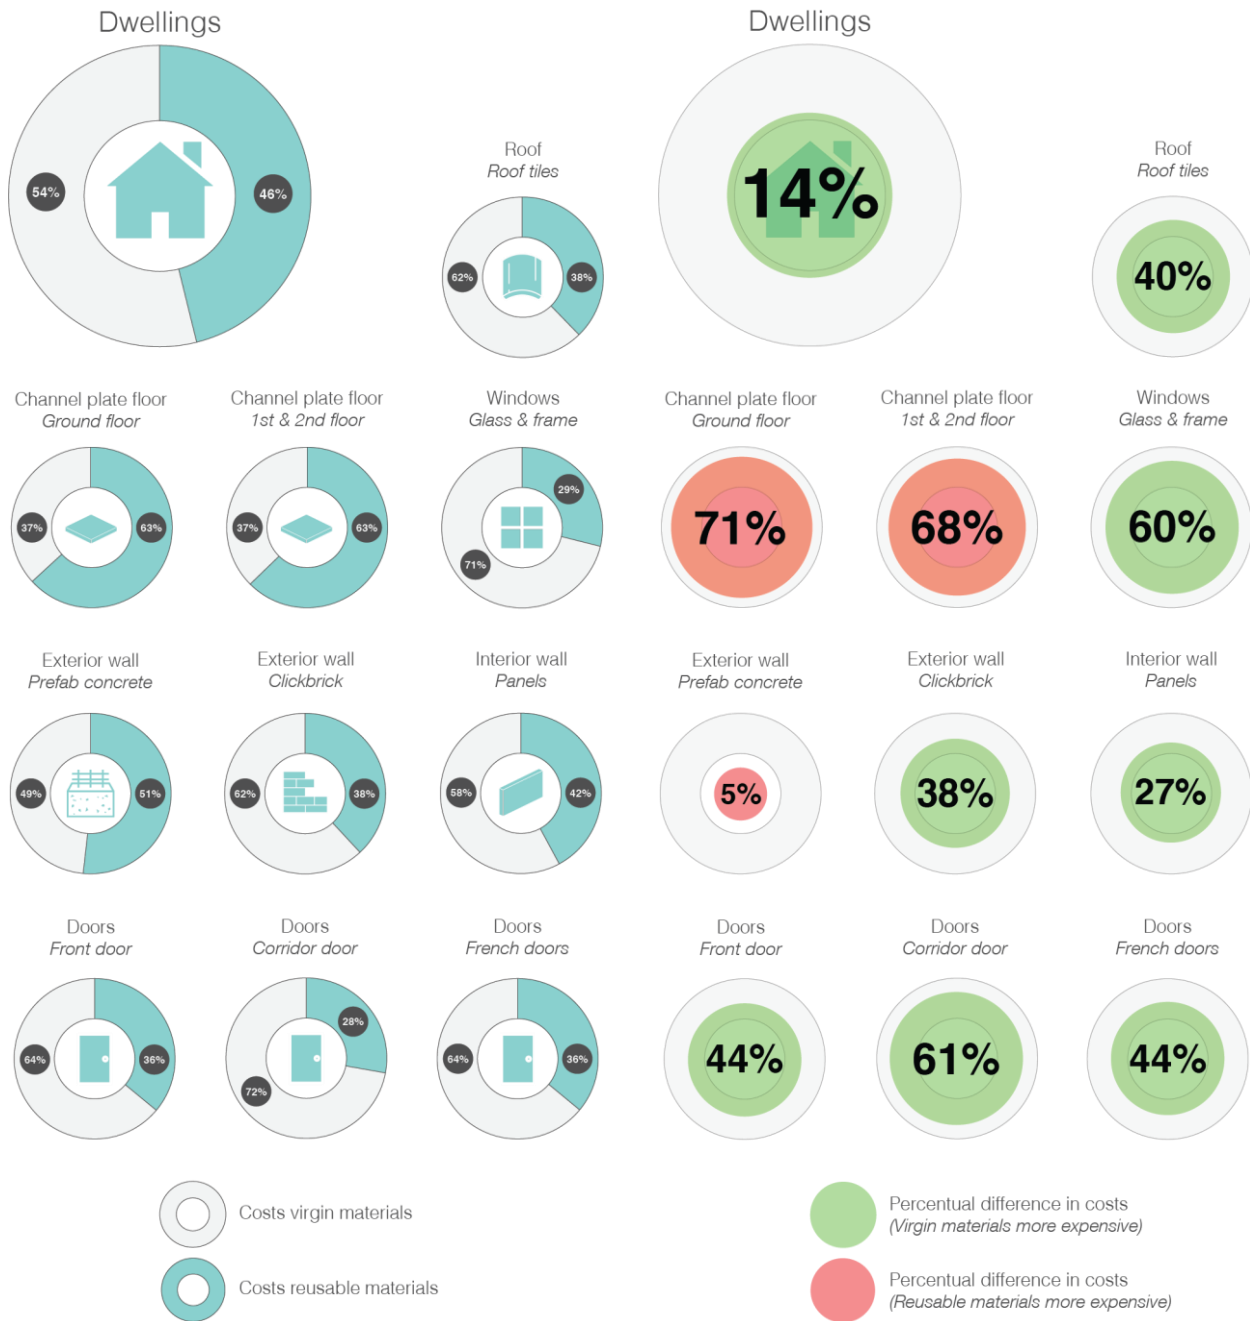 Dwellings
54%
46%
Roof
Roof tiles
62%
38%
Dwellings
14%
Roof
Roof tiles
40%
Channel plate floor
Ground floor
37%
63%
Channel plate floor
1st & 2nd floor
37%
63%
Windows
Glass & frame
29%
71%
Channel plate floor
Ground floor
71%
Channel plate floor
1st & 2nd floor
68%
Windows
Glass & frame
60%
Exterior wall
Prefab concrete
49%
51%
Exterior wall
Clickbrick
62%
38%
Interior wall
Panels
58%
42%
Exterior wall
Prefab concrete
5%
Exterior wall
Clickbrick
38%
Interior wall
Panels
27%
Doors
Front door
64%
36%
Doors
Corridor door
28%
72%
Doors
French doors
64%
36%
Doors
Front door
44%
Doors
Corridor door
61%
Doors
French doors
44%
Costs virgin materials
Costs reusable materials
Percentual difference in costs
(Virgin materials more expensive)
Percentual difference in costs
(Reusable materials more expensive)